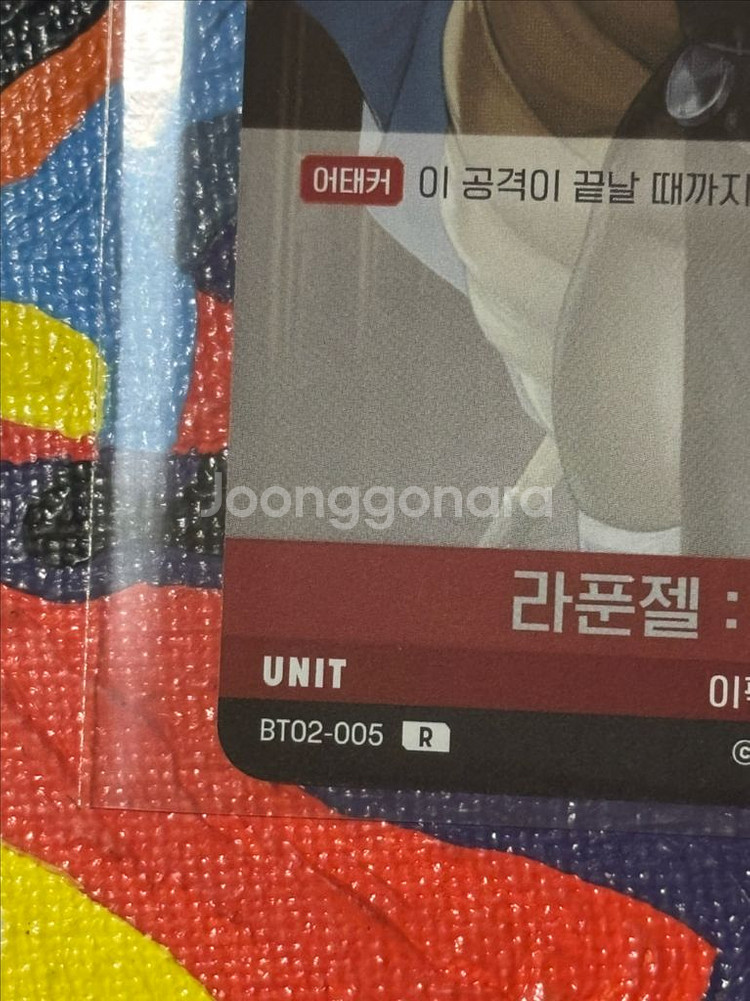 어태커 이 공격이 끝날 때까지
Joonggonara
라푼젤 :
UNIT
BT02-005 R
©